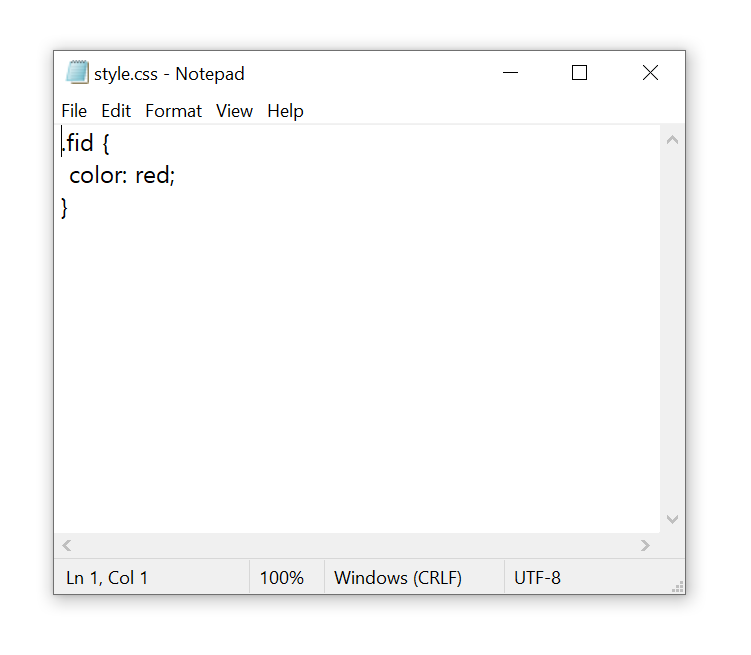 style.css - Notepad
File Edit Format View Help
.fid {
  color: red;
}
Ln 1, Col 1 100% Windows (CRLF) UTF-8